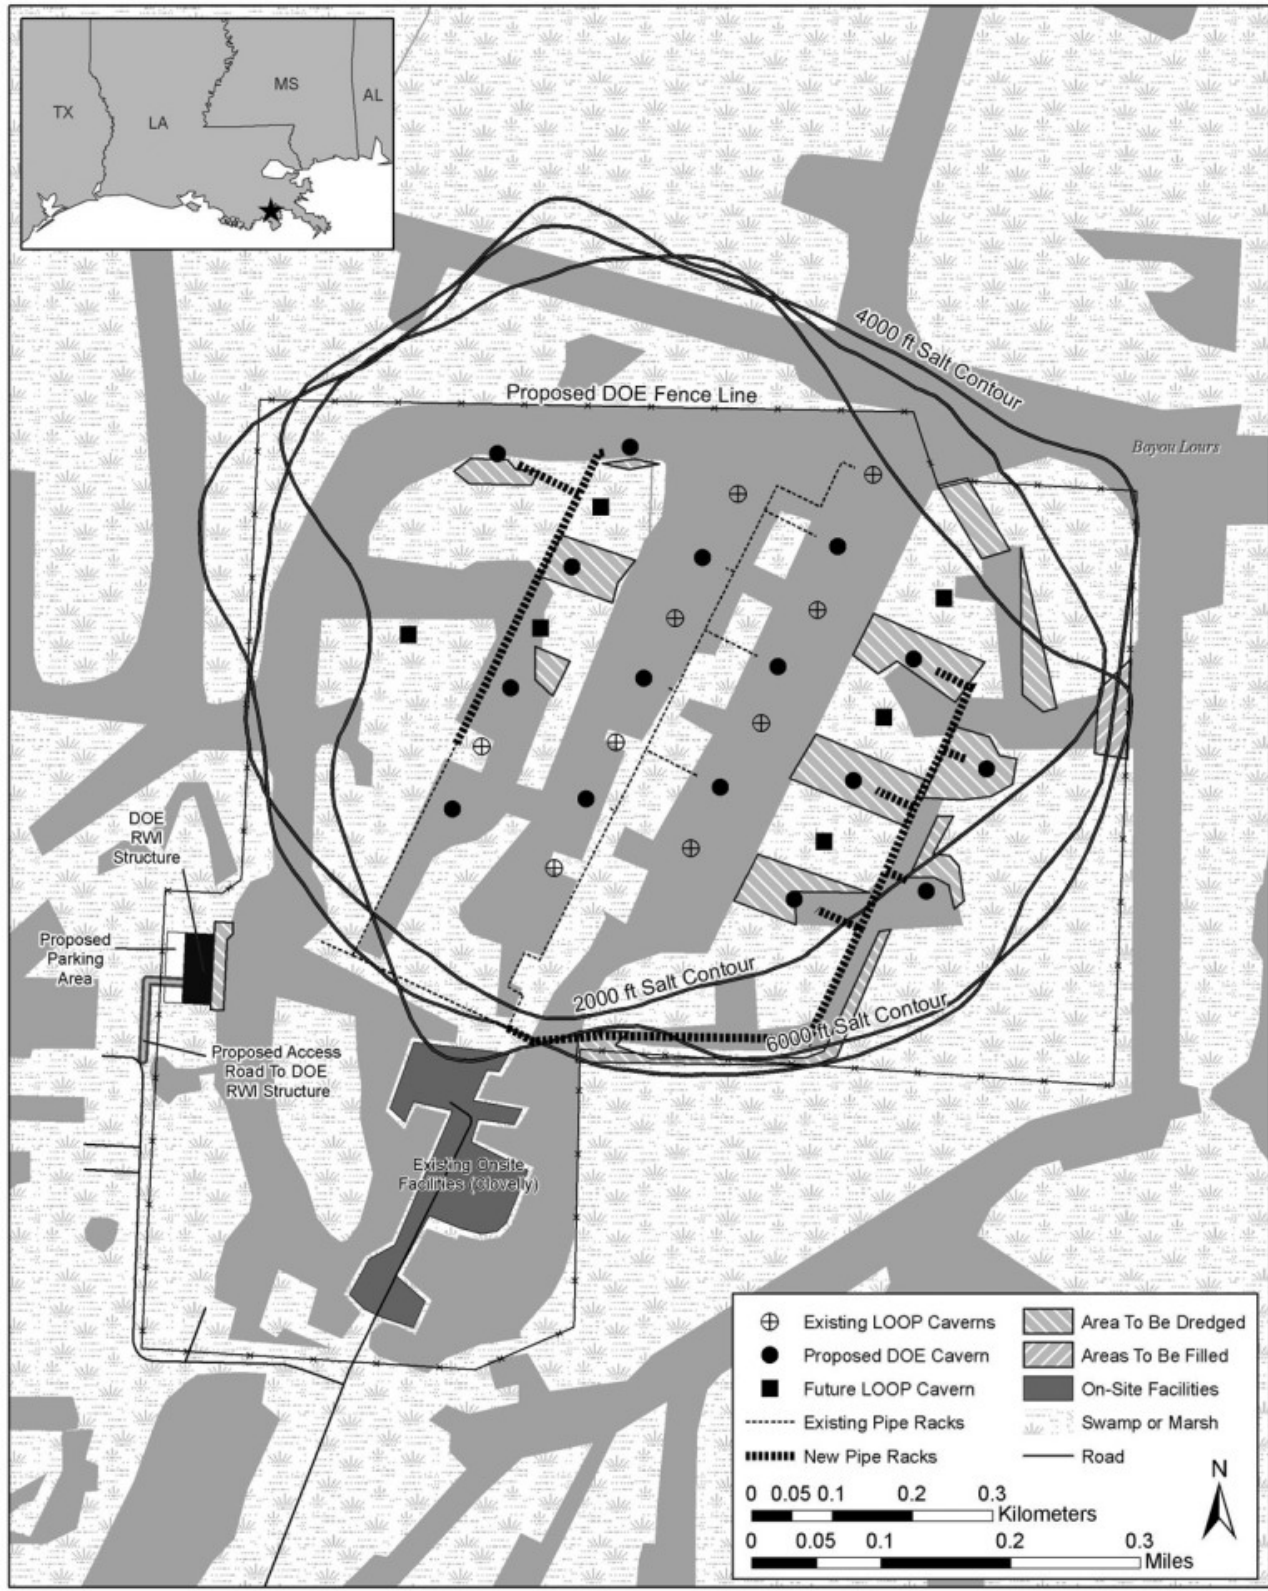 TX
LA
MS
AL
4000 ft Salt Contour
Proposed DOE Fence Line
Bayou Lours
DOE
RWI
Structure
Proposed
Parking
Area
2000 ft Salt Contour
6000 ft Salt Contour
Proposed Access
Road To DOE
RWI Structure
Existing Onsite
Facilities (Clovelly)
Existing LOOP Caverns
Proposed DOE Cavern
Future LOOP Cavern
Existing Pipe Racks
New Pipe Racks
Area To Be Dredged
Areas To Be Filled
On-Site Facilities
Swamp or Marsh
Road
N
0 0.05 0.1 0.2 0.3
Kilometers
0 0.05 0.1 0.2 0.3
Miles